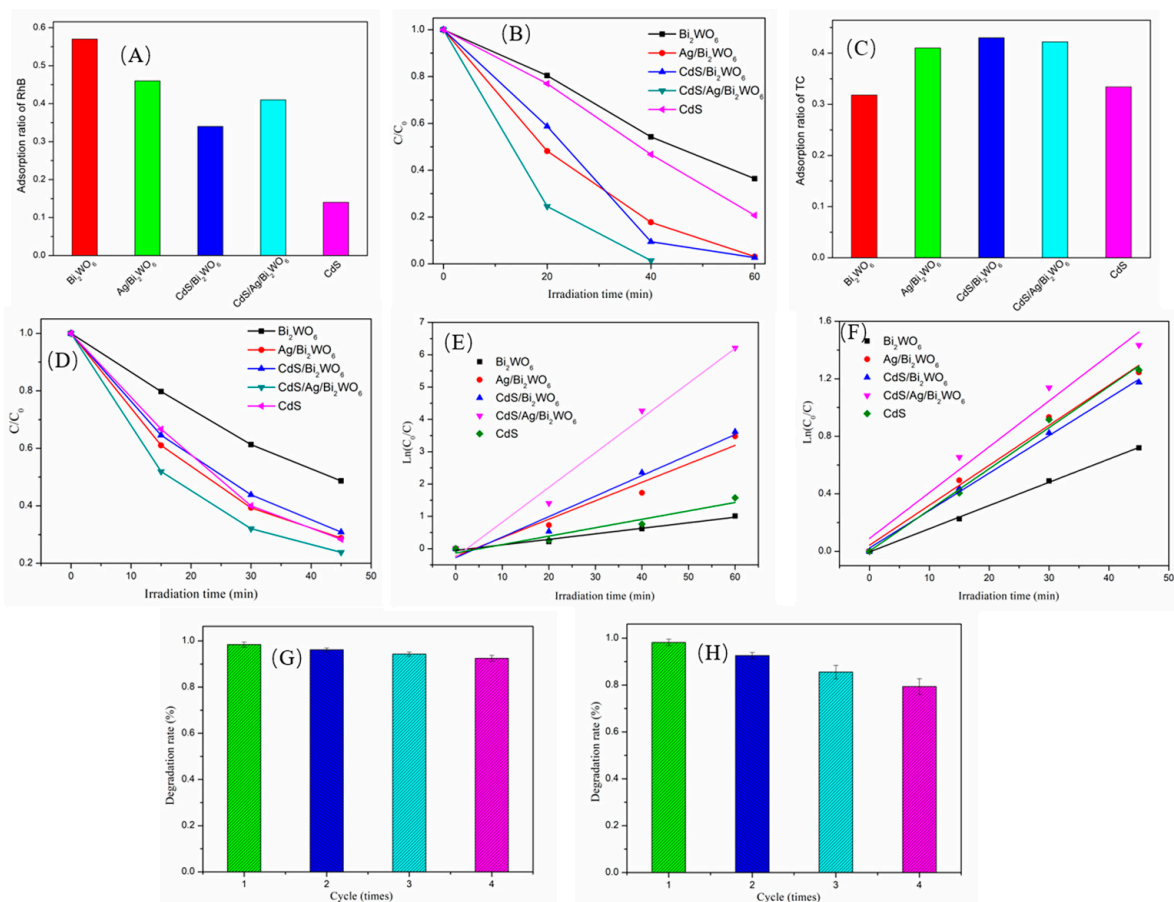 (A)
Adsorption ratio of RhB
0.6
0.5
0.4
0.3
0.2
0.1
0.0
Bi₂WO₆
Ag/Bi₂WO₆
CdS/Bi₂WO₆
CdS/Ag/Bi₂WO₆
CdS
(B)
C/C₀
1.0
0.8
0.6
0.4
0.2
0.0
0
20
40
60
Irradiation time (min)
Bi₂WO₆
Ag/Bi₂WO₆
CdS/Bi₂WO₆
CdS/Ag/Bi₂WO₆
CdS
(C)
Adsorption ratio of TC
0.4
0.3
0.2
0.1
0.0
Bi₂WO₆
Ag/Bi₂WO₆
CdS/Bi₂WO₆
CdS/Ag/Bi₂WO₆
CdS
(D)
C/C₀
1.0
0.8
0.6
0.4
0.2
0
10
20
30
40
50
Irradiation time (min)
Bi₂WO₆
Ag/Bi₂WO₆
CdS/Bi₂WO₆
CdS/Ag/Bi₂WO₆
CdS
(E)
Ln(C₀/C)
7
6
5
4
3
2
1
0
-1
0
10
20
30
40
50
60
Irradiation time (min)
Bi₂WO₆
Ag/Bi₂WO₆
CdS/Bi₂WO₆
CdS/Ag/Bi₂WO₆
CdS
(F)
Ln(C₀/C)
1.6
1.2
0.8
0.4
0.0
0
10
20
30
40
50
Irradiation time (min)
Bi₂WO₆
Ag/Bi₂WO₆
CdS/Bi₂WO₆
CdS/Ag/Bi₂WO₆
CdS
(G)
Degradation rate (%)
1.0
0.8
0.6
0.4
0.2
0.0
1
2
3
4
Cycle (times)
(H)
Degradation rate (%)
1.0
0.8
0.6
0.4
0.2
0.0
1
2
3
4
Cycle (times)